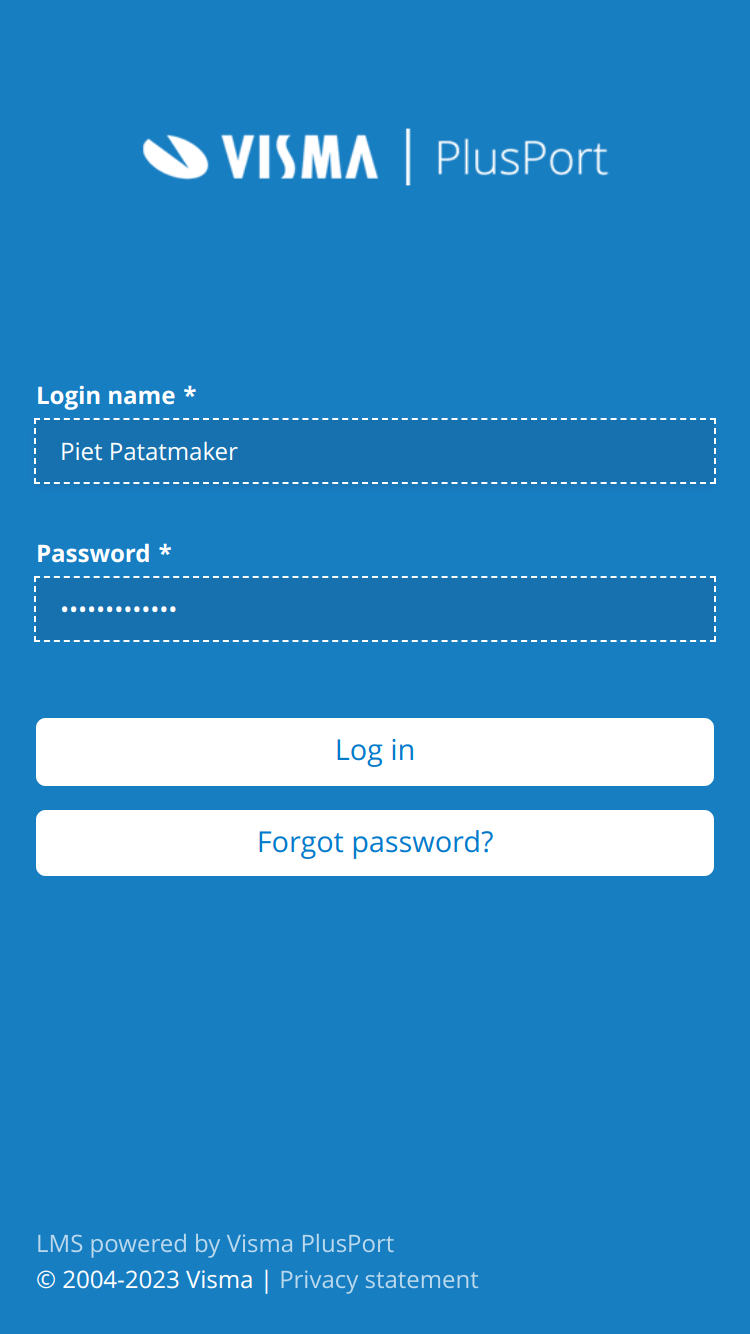 VISMA | PlusPort
Login name *
Piet Patatmaker
Password *
•••••••••••••
Log in
Forgot password?
LMS powered by Visma PlusPort
© 2004-2023 Visma | Privacy statement